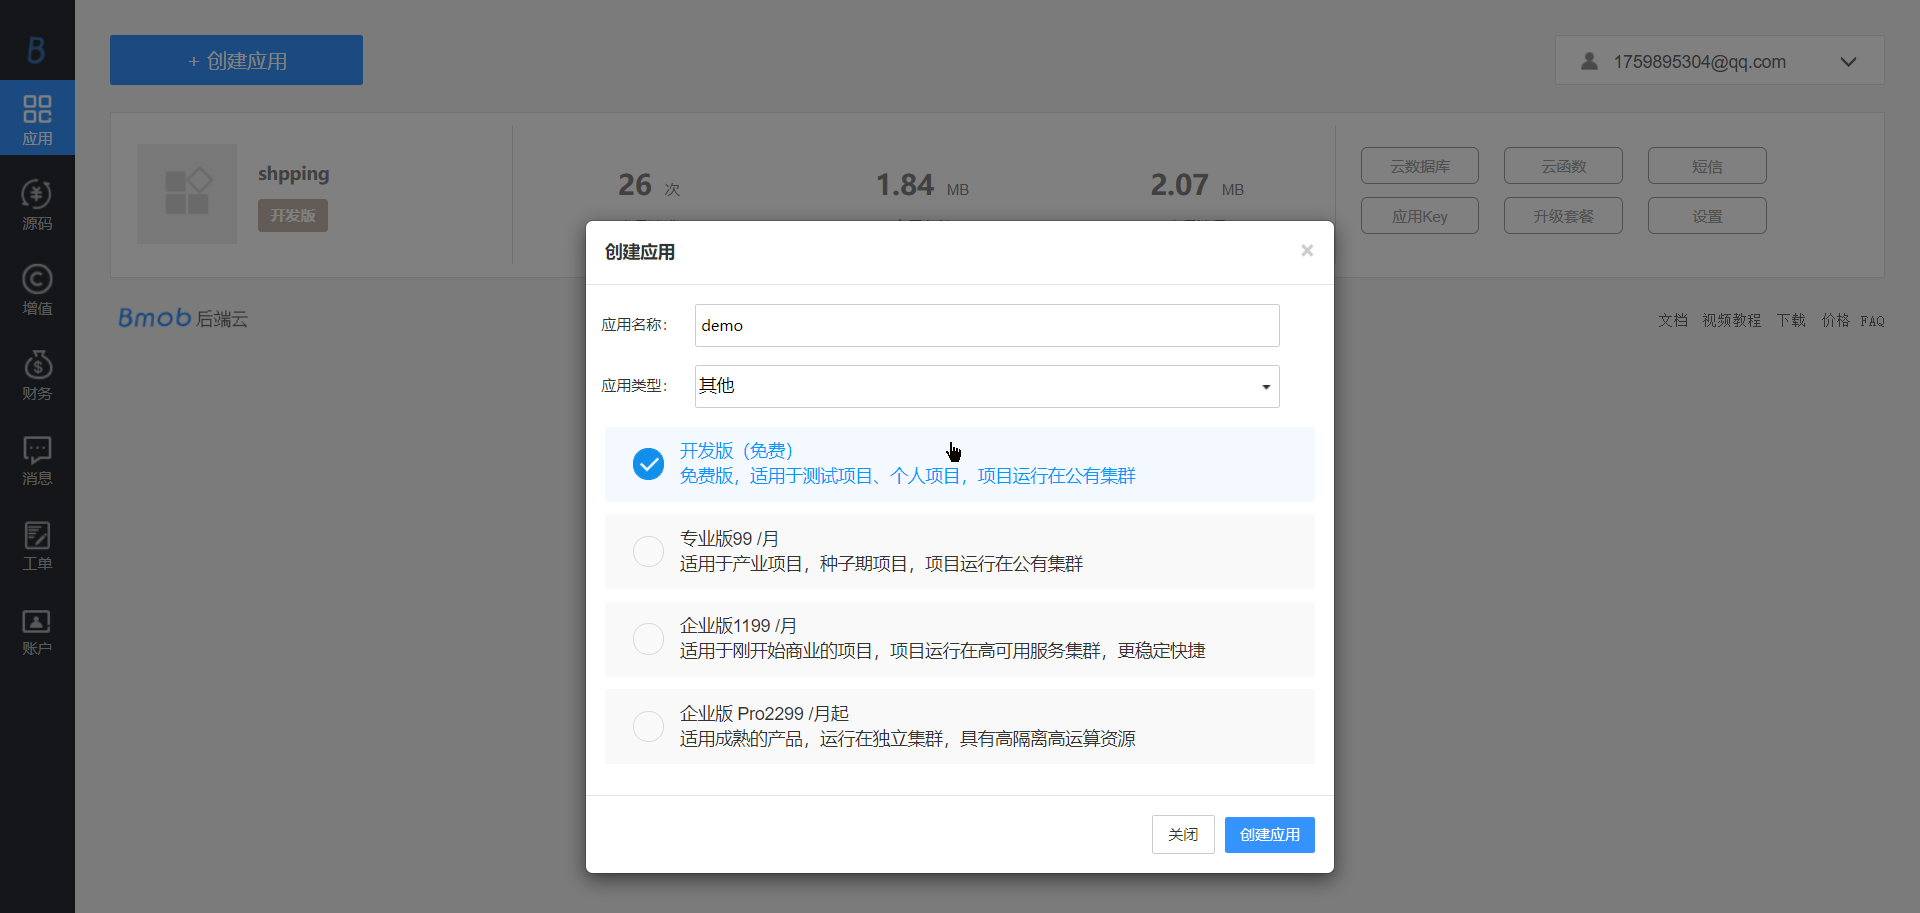 B
+ 创建应用
1759895304@qq.com
应用
源码
增值
财务
消息
工单
账户
shpping
开发版
26 次
1.84 MB
2.07 MB
云数据库 云函数 短信
应用Key 升级套餐 设置
Bmob 后端云
文档 视频教程 下载 价格 FAQ
创建应用
×
应用名称： demo
应用类型： 其他
开发版（免费）
免费版，适用于测试项目、个人项目，项目运行在公有集群
专业版99 /月
适用于产业项目，种子期项目，项目运行在公有集群
企业版1199 /月
适用于刚开始商业的项目，项目运行在高可用服务集群，更稳定快捷
企业版 Pro2299 /月起
适用成熟的产品，运行在独立集群，具有高隔离高运算资源
关闭 创建应用